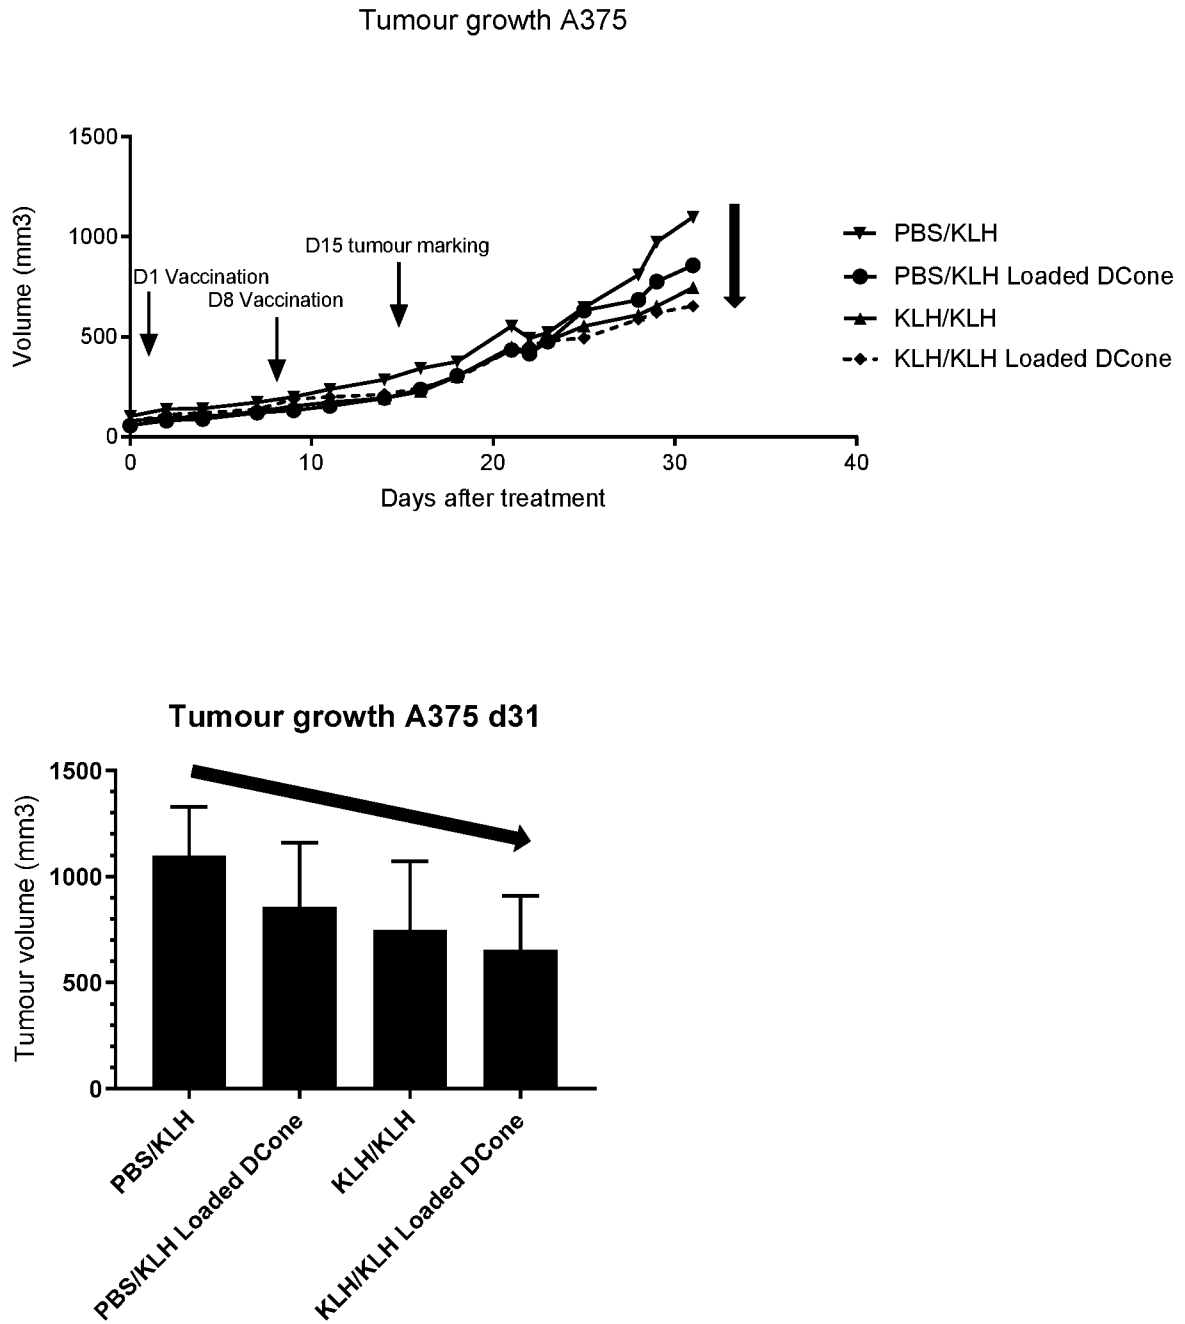 Tumour growth A375
1500
1000
500
0
Volume (mm3)
D1 Vaccination
D8 Vaccination
D15 tumour marking
0 10 20 30 40
Days after treatment
PBS/KLH
PBS/KLH Loaded DCone
KLH/KLH
KLH/KLH Loaded DCone
Tumour growth A375 d31
1500
1000
500
0
Tumour volume (mm3)
PBS/KLH
PBS/KLH Loaded DCone
KLH/KLH
KLH/KLH Loaded DCone